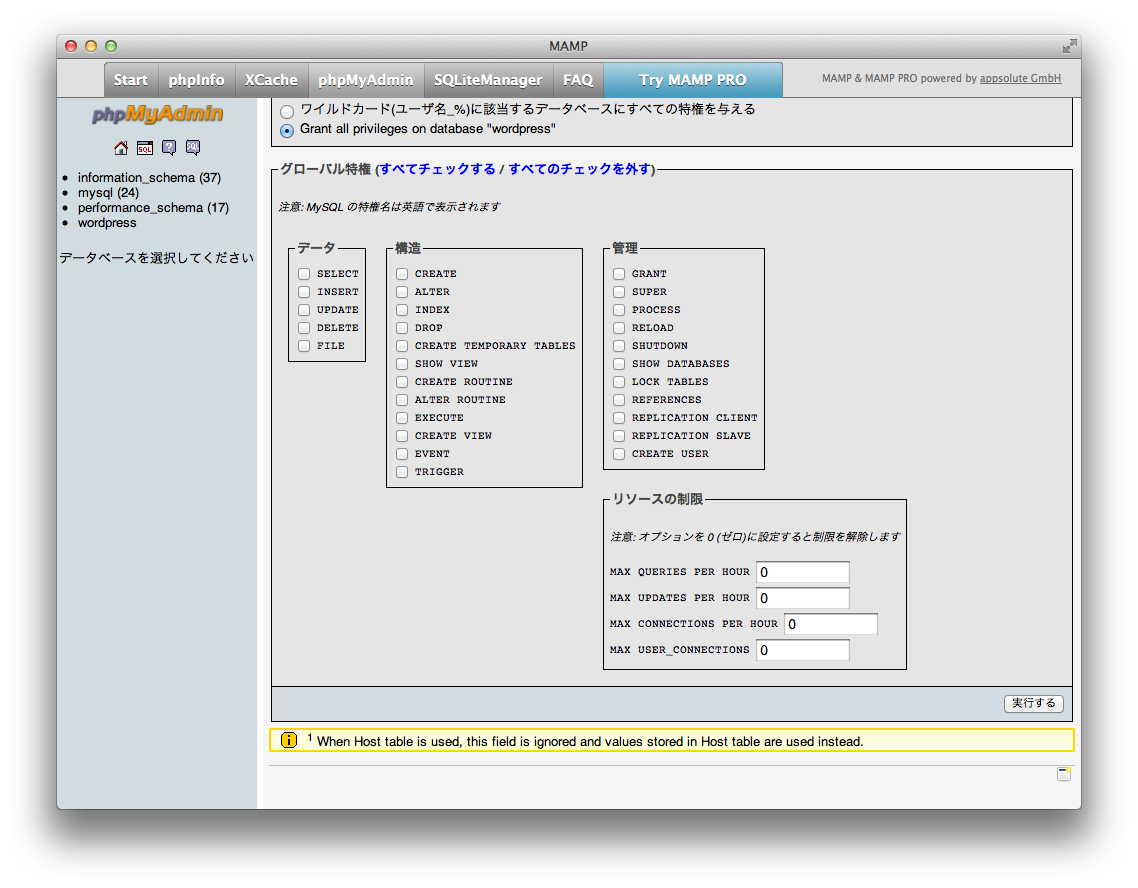 MAMP
Start phpInfo XCache phpMyAdmin SQLiteManager FAQ Try MAMP PRO MAMP & MAMP PRO powered by appsolute GmbH
phpMyAdmin
SQL ? SQL
information_schema (37)
mysql (24)
performance_schema (17)
wordpress
データベースを選択してください
ワイルドカード(ユーザ名_%)に該当するデータベースにすべての特権を与える
Grant all privileges on database "wordpress"
グローバル特権 (すべてチェックする / すべてのチェックを外す)
注意: MySQL の特権名は英語で表示されます
データ
SELECT
INSERT
UPDATE
DELETE
FILE
構造
CREATE
ALTER
INDEX
DROP
CREATE TEMPORARY TABLES
SHOW VIEW
CREATE ROUTINE
ALTER ROUTINE
EXECUTE
CREATE VIEW
EVENT
TRIGGER
管理
GRANT
SUPER
PROCESS
RELOAD
SHUTDOWN
SHOW DATABASES
LOCK TABLES
REFERENCES
REPLICATION CLIENT
REPLICATION SLAVE
CREATE USER
リソースの制限
注意: オプションを 0 (ゼロ)に設定すると制限を解除します
MAX QUERIES PER HOUR 0
MAX UPDATES PER HOUR 0
MAX CONNECTIONS PER HOUR 0
MAX USER_CONNECTIONS 0
実行する
1 When Host table is used, this field is ignored and values stored in Host table are used instead.